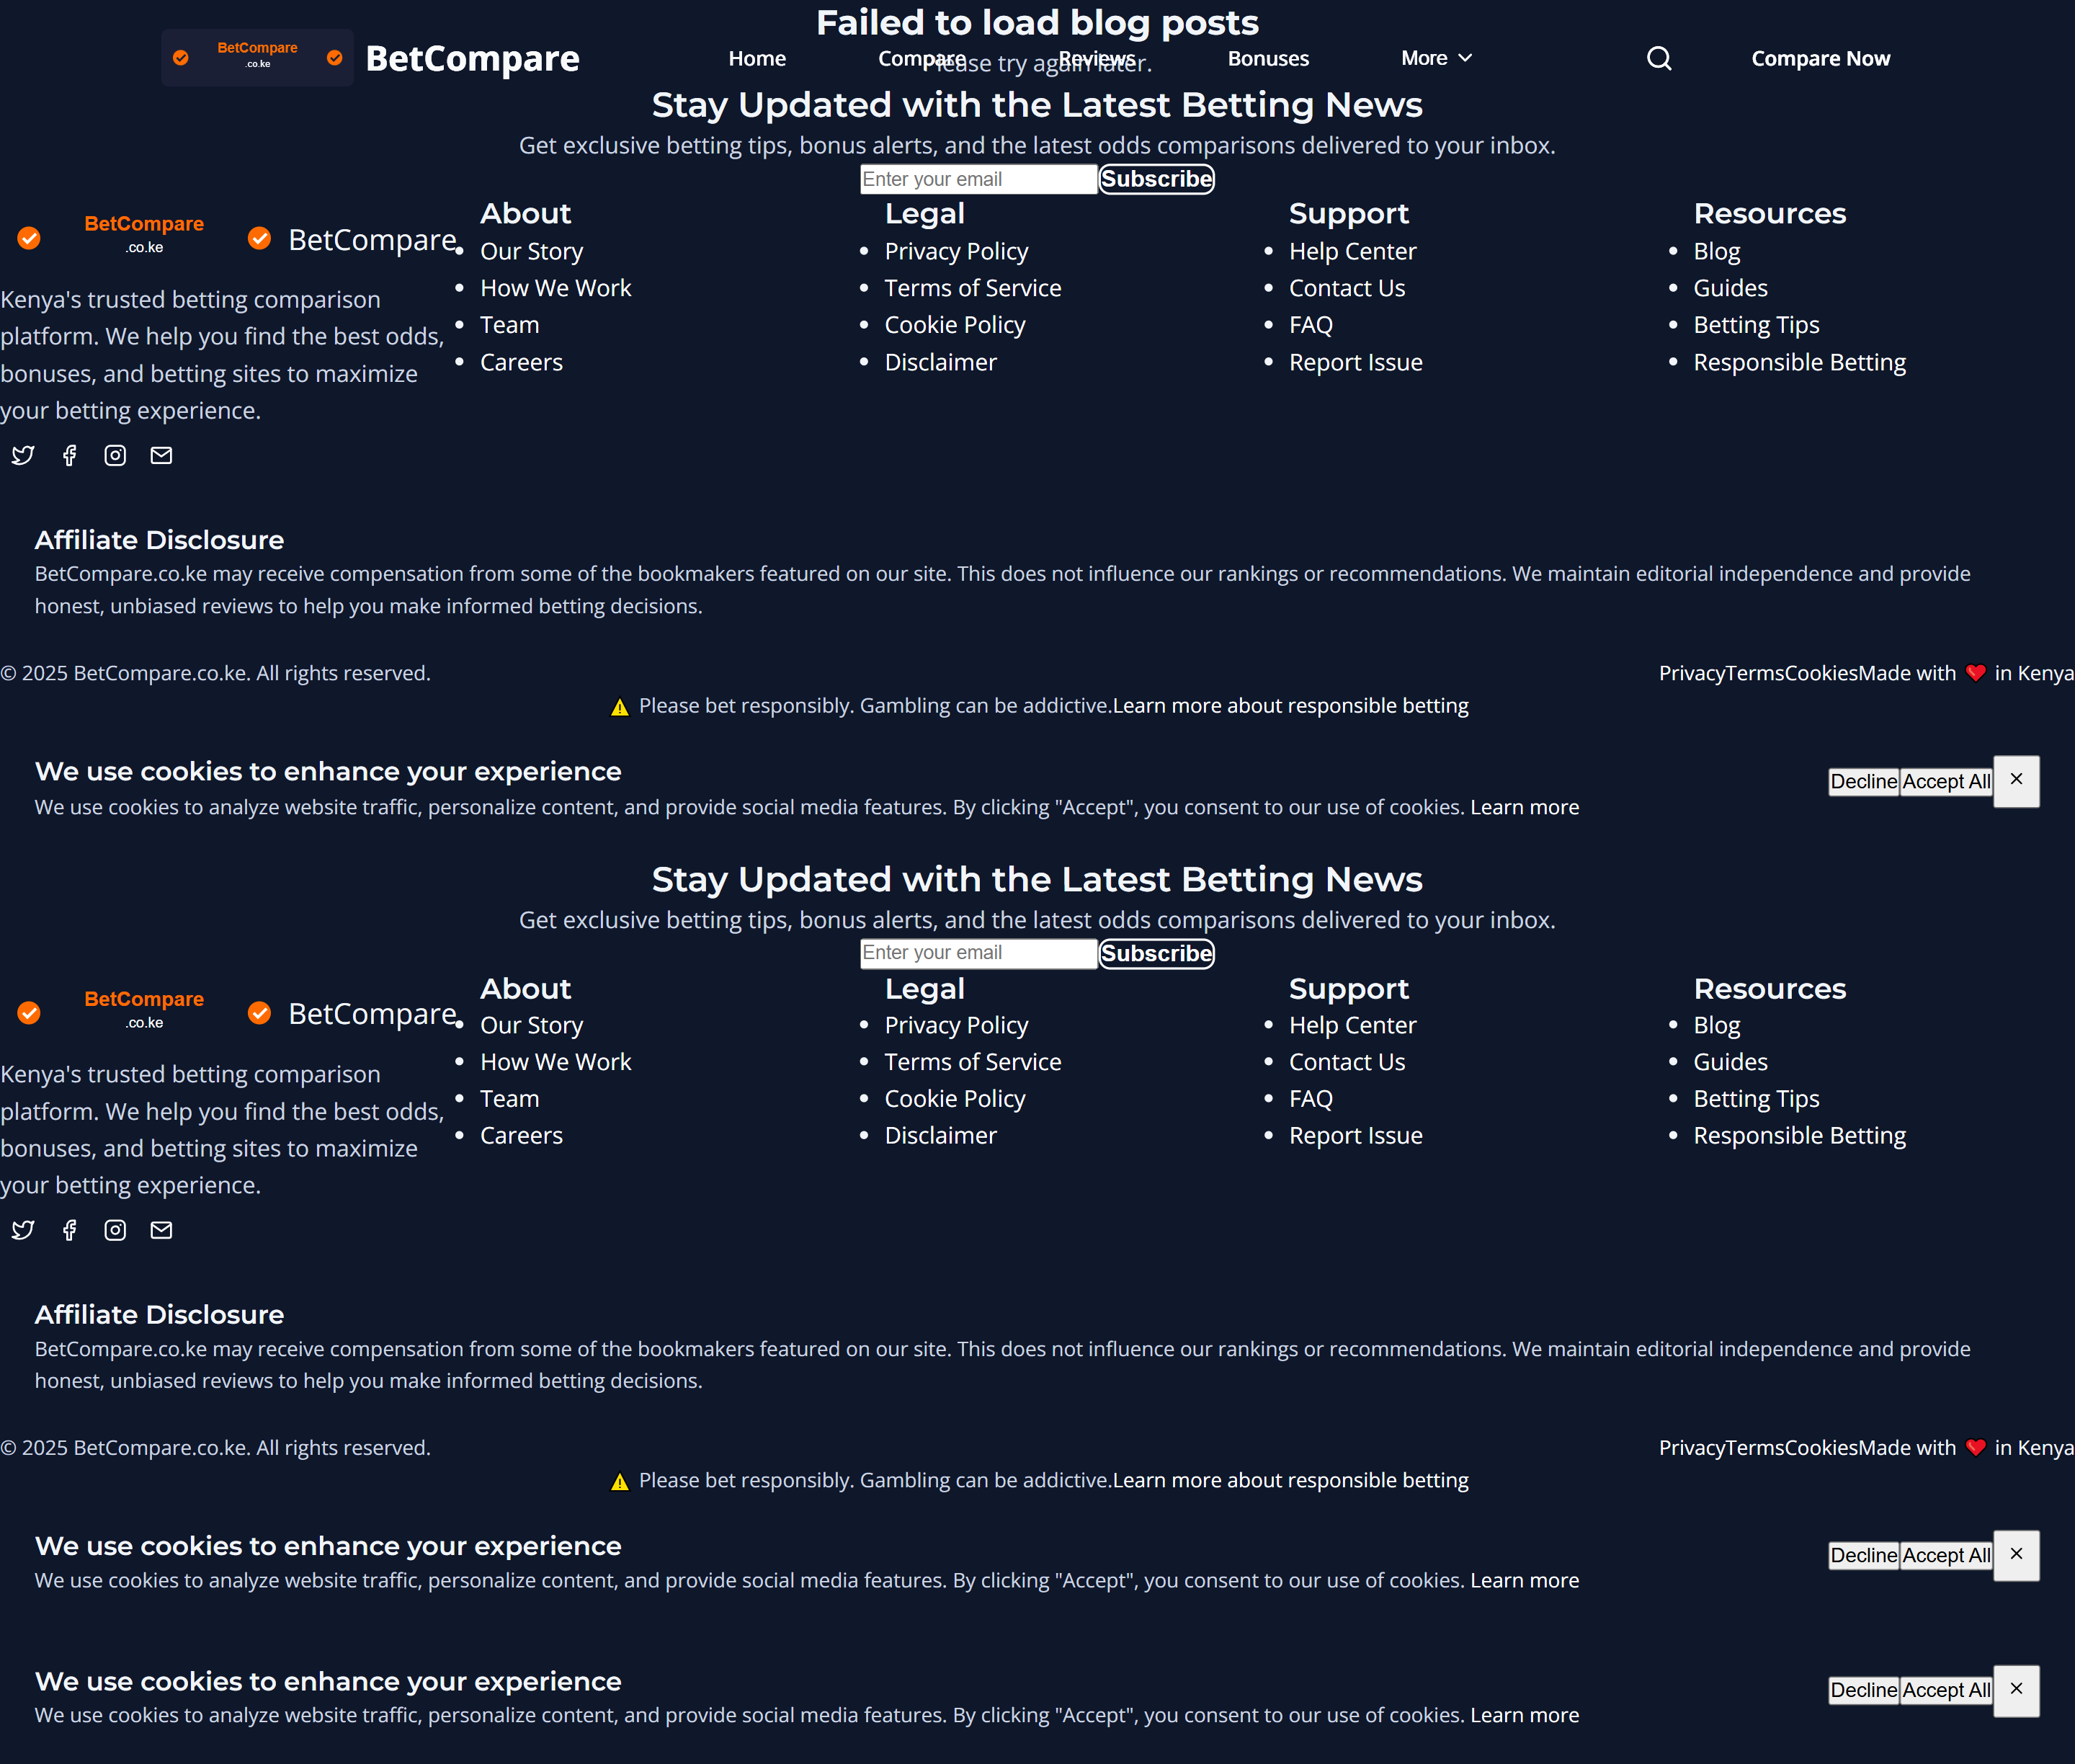 Failed to load blog posts
BetCompare
.co.ke
BetCompare
Home
Compare
Reviews
Bonuses
More
Compare Now
Please try again later.
Stay Updated with the Latest Betting News
Get exclusive betting tips, bonus alerts, and the latest odds comparisons delivered to your inbox.
Enter your email
Subscribe
BetCompare
.co.ke
BetCompare
Kenya's trusted betting comparison
platform. We help you find the best odds,
bonuses, and betting sites to maximize
your betting experience.
About
Our Story
How We Work
Team
Careers
Legal
Privacy Policy
Terms of Service
Cookie Policy
Disclaimer
Support
Help Center
Contact Us
FAQ
Report Issue
Resources
Blog
Guides
Betting Tips
Responsible Betting
Affiliate Disclosure
BetCompare.co.ke may receive compensation from some of the bookmakers featured on our site. This does not influence our rankings or recommendations. We maintain editorial independence and provide
honest, unbiased reviews to help you make informed betting decisions.
© 2025 BetCompare.co.ke. All rights reserved.
PrivacyTermsCookiesMade with ❤️ in Kenya
⚠️ Please bet responsibly. Gambling can be addictive.Learn more about responsible betting
We use cookies to enhance your experience
We use cookies to analyze website traffic, personalize content, and provide social media features. By clicking "Accept", you consent to our use of cookies. Learn more
Decline
Accept All
Stay Updated with the Latest Betting News
Get exclusive betting tips, bonus alerts, and the latest odds comparisons delivered to your inbox.
Enter your email
Subscribe
BetCompare
.co.ke
BetCompare
Kenya's trusted betting comparison
platform. We help you find the best odds,
bonuses, and betting sites to maximize
your betting experience.
About
Our Story
How We Work
Team
Careers
Legal
Privacy Policy
Terms of Service
Cookie Policy
Disclaimer
Support
Help Center
Contact Us
FAQ
Report Issue
Resources
Blog
Guides
Betting Tips
Responsible Betting
Affiliate Disclosure
BetCompare.co.ke may receive compensation from some of the bookmakers featured on our site. This does not influence our rankings or recommendations. We maintain editorial independence and provide
honest, unbiased reviews to help you make informed betting decisions.
© 2025 BetCompare.co.ke. All rights reserved.
PrivacyTermsCookiesMade with ❤️ in Kenya
⚠️ Please bet responsibly. Gambling can be addictive.Learn more about responsible betting
We use cookies to enhance your experience
We use cookies to analyze website traffic, personalize content, and provide social media features. By clicking "Accept", you consent to our use of cookies. Learn more
Decline
Accept All
We use cookies to enhance your experience
We use cookies to analyze website traffic, personalize content, and provide social media features. By clicking "Accept", you consent to our use of cookies. Learn more
Decline
Accept All